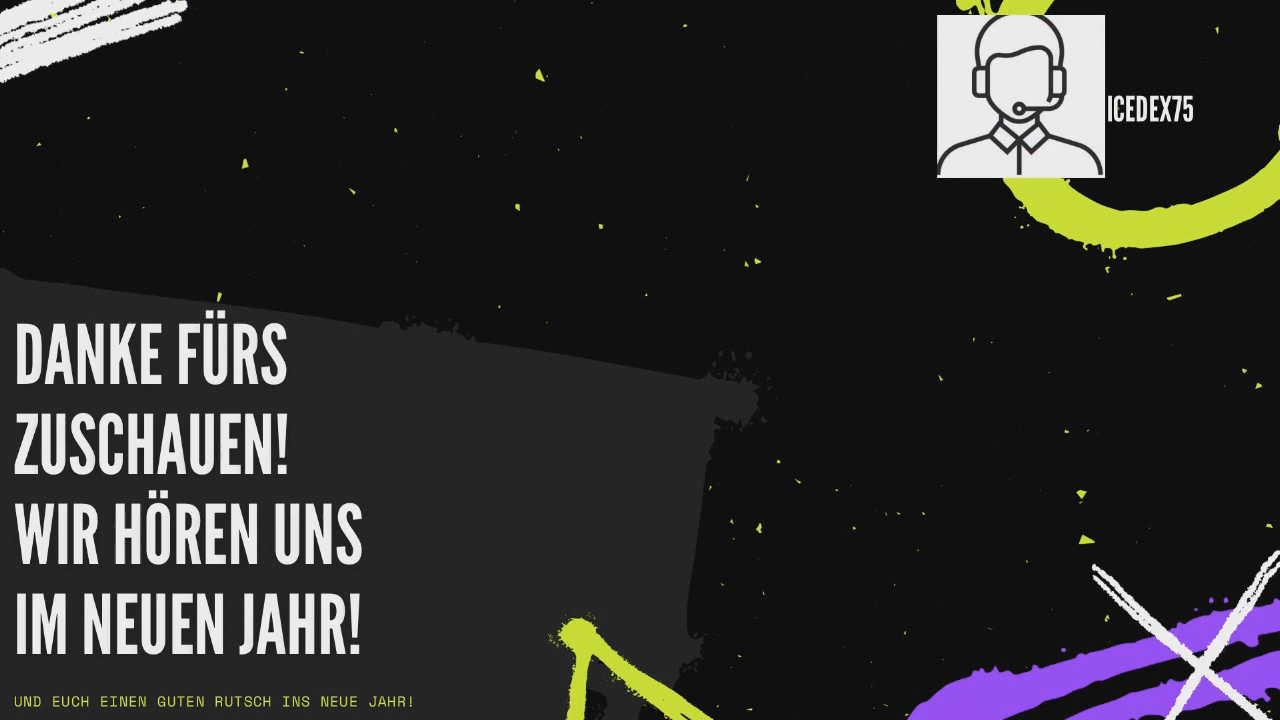 ICEDEX75
DANKE FÜRS
ZUSCHAUEN!
WIR HÖREN UNS
IM NEUEN JAHR!
UND EUCH EINEN GUTEN RUTSCH INS NEUE JAHR!